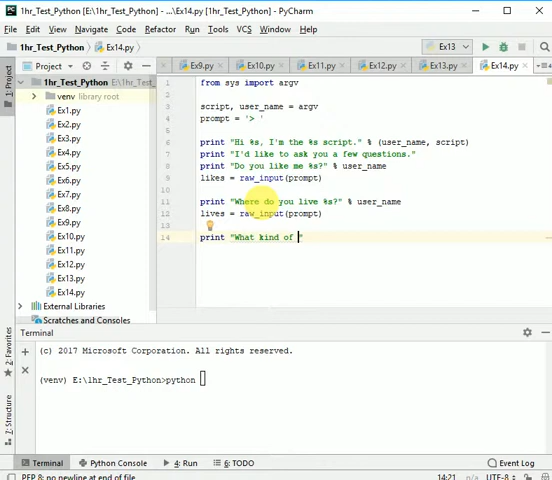 1hr_Test_Python [E:\1hr_Test_Python] - ...\Ex14.py [1hr_Test_Python] - PyCharm
File Edit View Navigate Code Refactor Run Tools VCS Window Help
1hr_Test_Python Ex14.py Ex13
Project Ex9.py Ex10.py Ex11.py Ex12.py Ex13.py Ex14.py
1: Project
1hr_Test_Python E:\1hr_Test_
venv library root
Ex1.py
Ex2.py
Ex3.py
Ex4.py
Ex5.py
Ex6.py
Ex7.py
Ex8.py
Ex9.py
Ex10.py
Ex11.py
Ex12.py
Ex13.py
Ex14.py
External Libraries
Scratches and Consoles
1 from sys import argv
2
3 script, user_name = argv
4 prompt = '> '
5
6 print "Hi %s, I'm the %s script." % (user_name, script)
7 print "I'd like to ask you a few questions."
8 print "Do you like me %s?" % user_name
9 likes = raw_input(prompt)
10
11 print "Where do you live %s?" % user_name
12 lives = raw_input(prompt)
13
14 print "What kind of "
2: Favorites
7: Structure
Terminal
(c) 2017 Microsoft Corporation. All rights reserved.
(venv) E:\1hr_Test_Python>python
Terminal Python Console 4: Run 6: TODO Event Log
PEP 8: no newline at end of file 14:21 n/a UTF-8